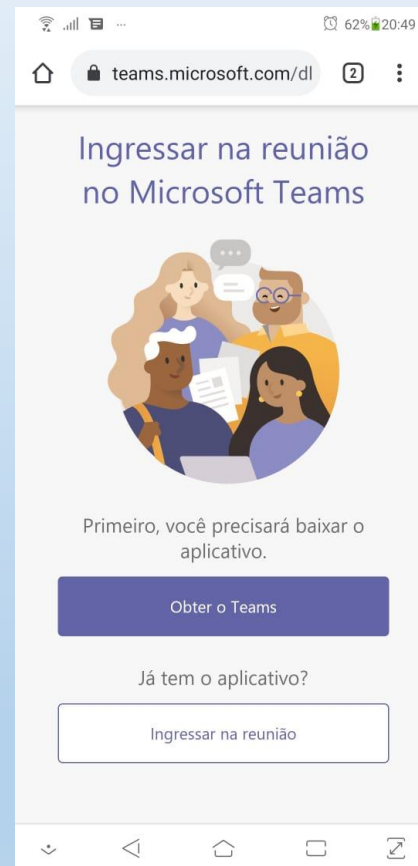 62% 20:49
teams.microsoft.com/dl 2
Ingressar na reunião
no Microsoft Teams
Primeiro, você precisará baixar o
aplicativo.
Obter o Teams
Já tem o aplicativo?
Ingressar na reunião